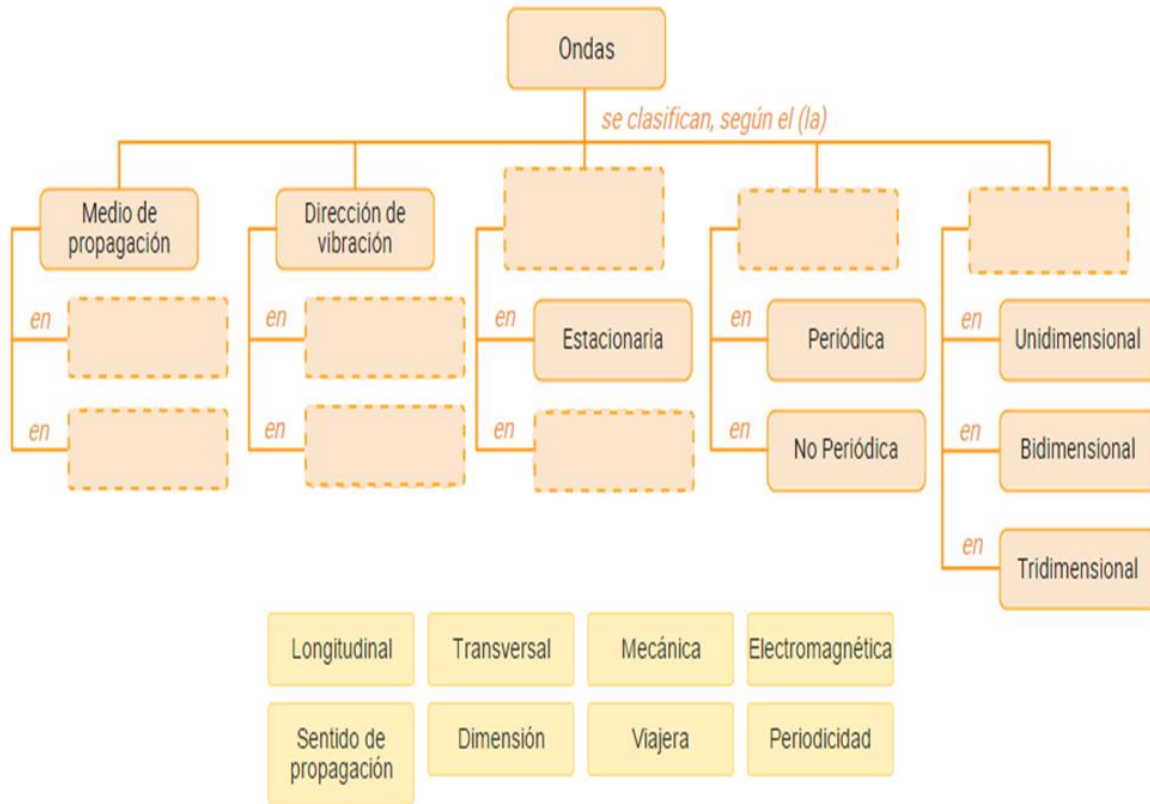 Ondas
se clasifican, según el (la)
Medio de
propagación
Dirección de
vibración
en
en
en
Estacionaria
en
Periódica
en
Unidimensional
en
en
en
en
No Periódica
en
Bidimensional
en
Tridimensional
Longitudinal
Transversal
Mecánica
Electromagnética
Sentido de
propagación
Dimensión
Viajera
Periodicidad